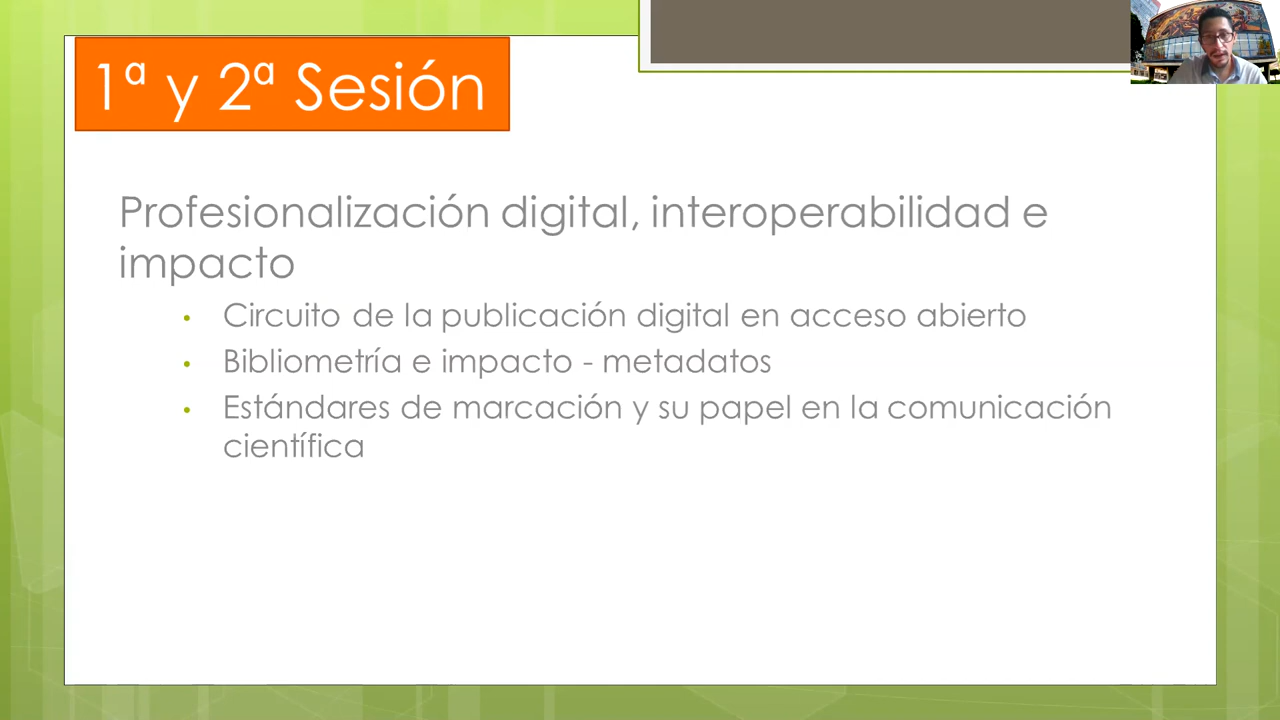 1ª y 2ª Sesión
Profesionalización digital, interoperabilidad e
impacto
• Circuito de la publicación digital en acceso abierto
• Bibliometría e impacto - metadatos
• Estándares de marcación y su papel en la comunicación
científica